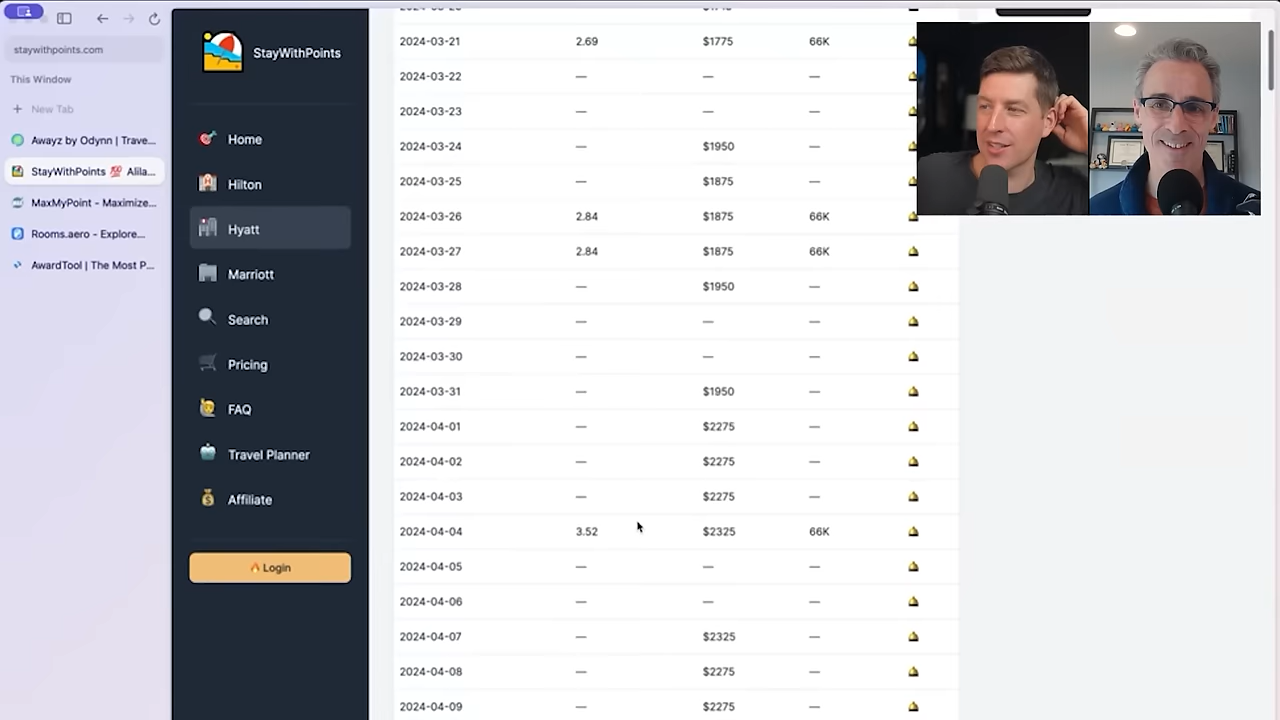 staywithpoints.com
This Window
New Tab
Awayz by Odynn | Trave...
StayWithPoints 💯 Alila...
MaxMyPoint - Maximize...
Rooms.aero - Explore...
AwardTool | The Most P...
StayWithPoints
Home
Hilton
Hyatt
Marriott
Search
Pricing
FAQ
Travel Planner
Affiliate
🔥 Login
2024-03-21 2.69 $1775 66K
2024-03-22 — — —
2024-03-23 — — —
2024-03-24 — $1950 —
2024-03-25 — $1875 —
2024-03-26 2.84 $1875 66K
2024-03-27 2.84 $1875 66K
2024-03-28 — $1950 —
2024-03-29 — — —
2024-03-30 — — —
2024-03-31 — $1950 —
2024-04-01 — $2275 —
2024-04-02 — $2275 —
2024-04-03 — $2275 —
2024-04-04 3.52 $2325 66K
2024-04-05 — — —
2024-04-06 — — —
2024-04-07 — $2325 —
2024-04-08 — $2275 —
2024-04-09 — $2275 —